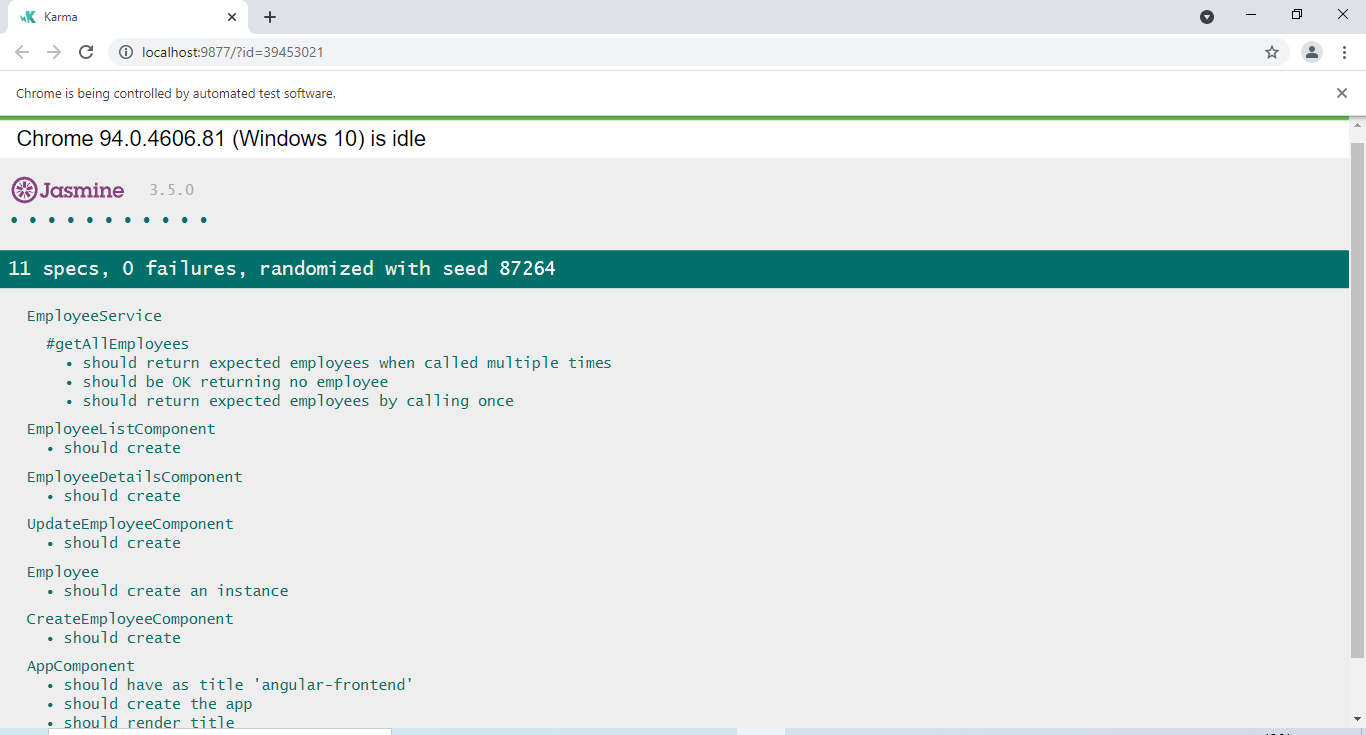 Karma
localhost:9877/?id=39453021
Chrome is being controlled by automated test software.
Chrome 94.0.4606.81 (Windows 10) is idle
Jasmine 3.5.0
• • • • • • • • • • •
11 specs, 0 failures, randomized with seed 87264
EmployeeService
#getAllEmployees
• should return expected employees when called multiple times
• should be OK returning no employee
• should return expected employees by calling once
EmployeeListComponent
• should create
EmployeeDetailsComponent
• should create
UpdateEmployeeComponent
• should create
Employee
• should create an instance
CreateEmployeeComponent
• should create
AppComponent
• should have as title 'angular-frontend'
• should create the app
• should render title